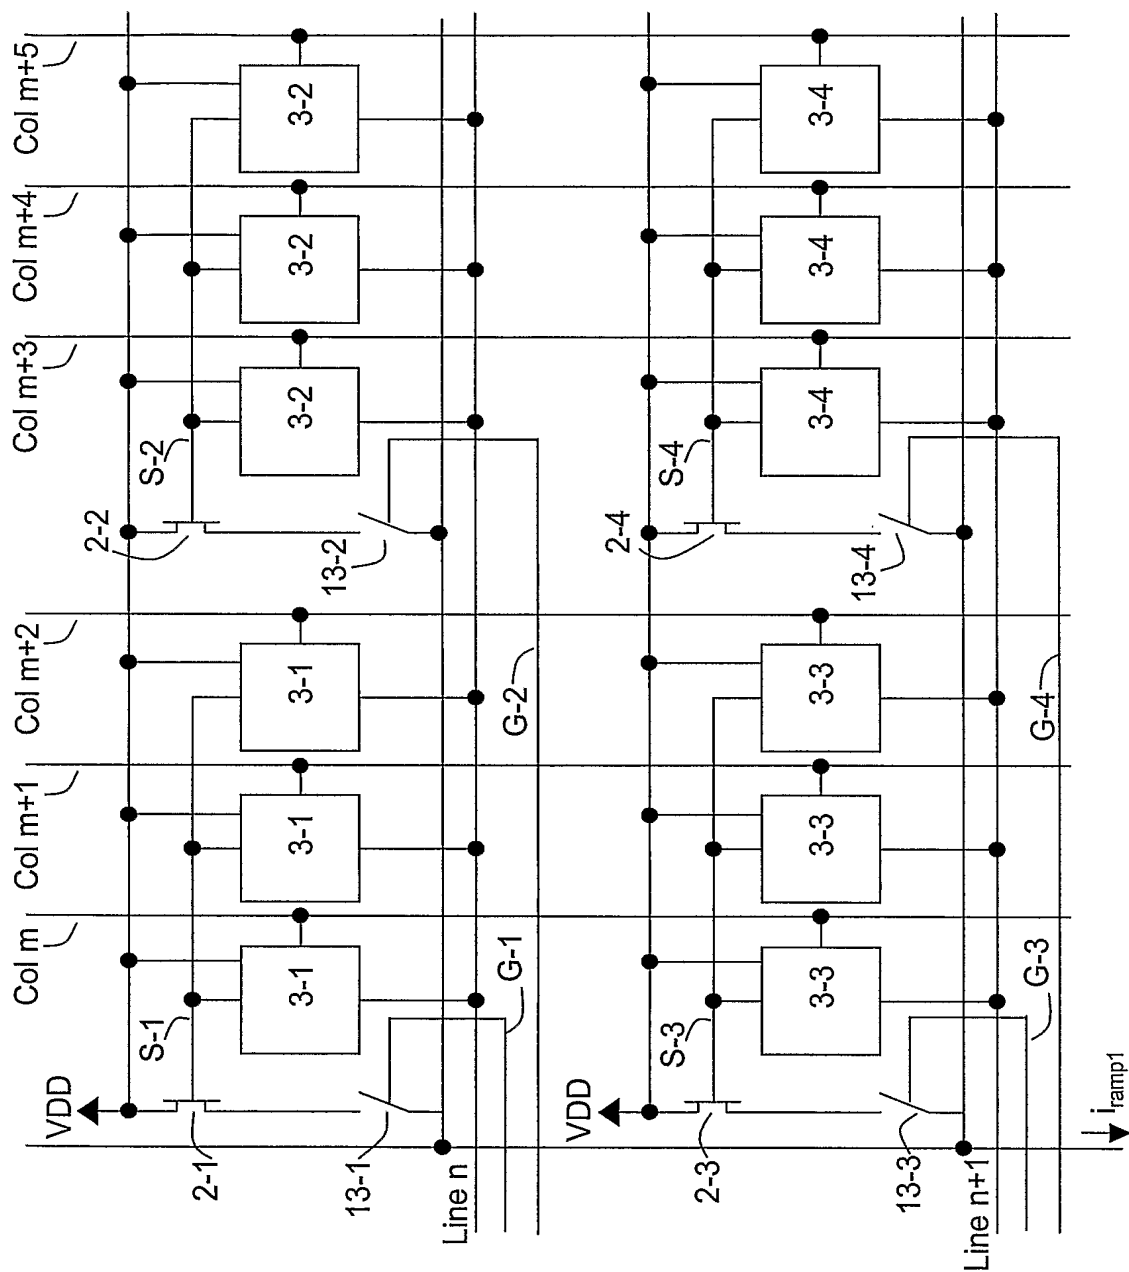 Col m
Col m+1
Col m+2
Col m+3
Col m+4
Col m+5
VDD
2-2
S-1
S-2
2-1
3-1
3-1
3-1
3-2
3-2
3-2
13-2
13-1
Line n
G-1
G-2
VDD
2-4
S-3
S-4
2-3
3-3
3-3
3-3
3-4
3-4
3-4
13-4
13-3
Line n+1
G-3
G-4
iramp1